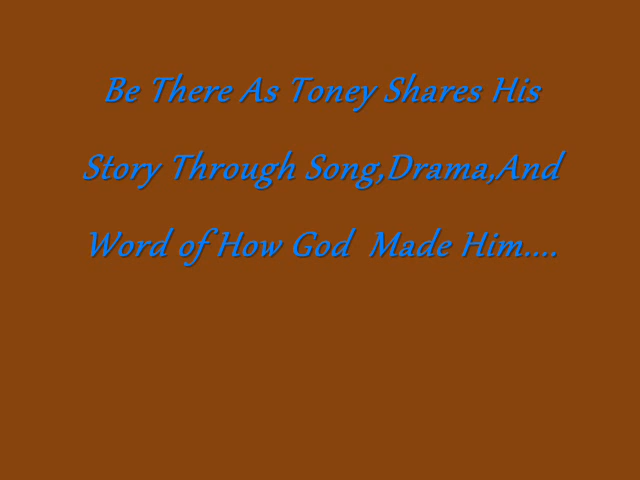 Be There As Toney Shares His
Story Through Song,Drama,And
Word of How God  Made Him....